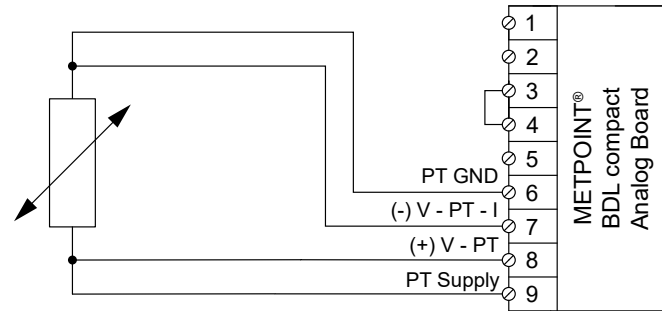 1
2
3
4
5
PT GND
6
(-) V - PT - I
7
(+) V - PT
8
PT Supply
9
METPOINT®
BDL compact
Analog Board